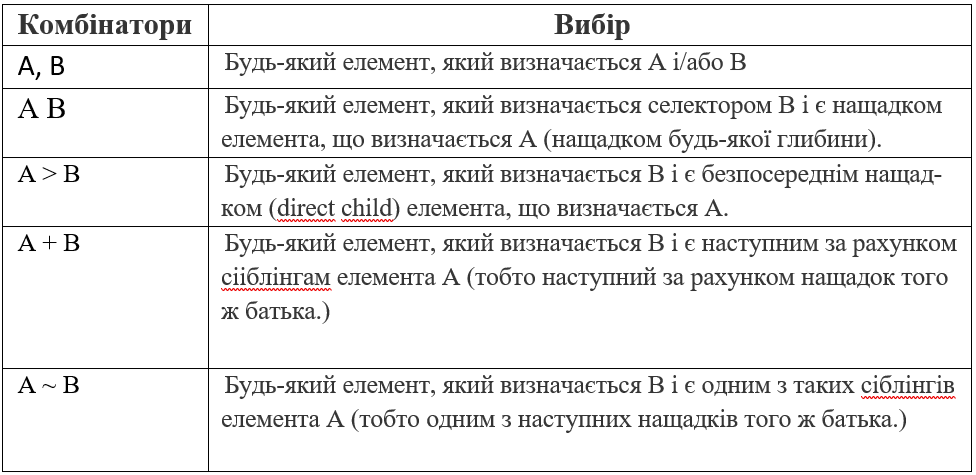 Комбінатори Вибір
A, B Будь-який елемент, який визначається A і/або B
A B Будь-який елемент, який визначається селектором B і є нащадком
елемента, що визначається A (нащадком будь-якої глибини).
A > B Будь-який елемент, який визначається B і є безпосереднім нащад-
ком (direct child) елемента, що визначається A.
A + B Будь-який елемент, який визначається B і є наступним за рахунком
сііблінгам елемента A (тобто наступний за рахунком нащадок того
ж батька.)
A ~ B Будь-який елемент, який визначається B і є одним з таких сіблінгів
елемента A (тобто одним з наступних нащадків того ж батька.)